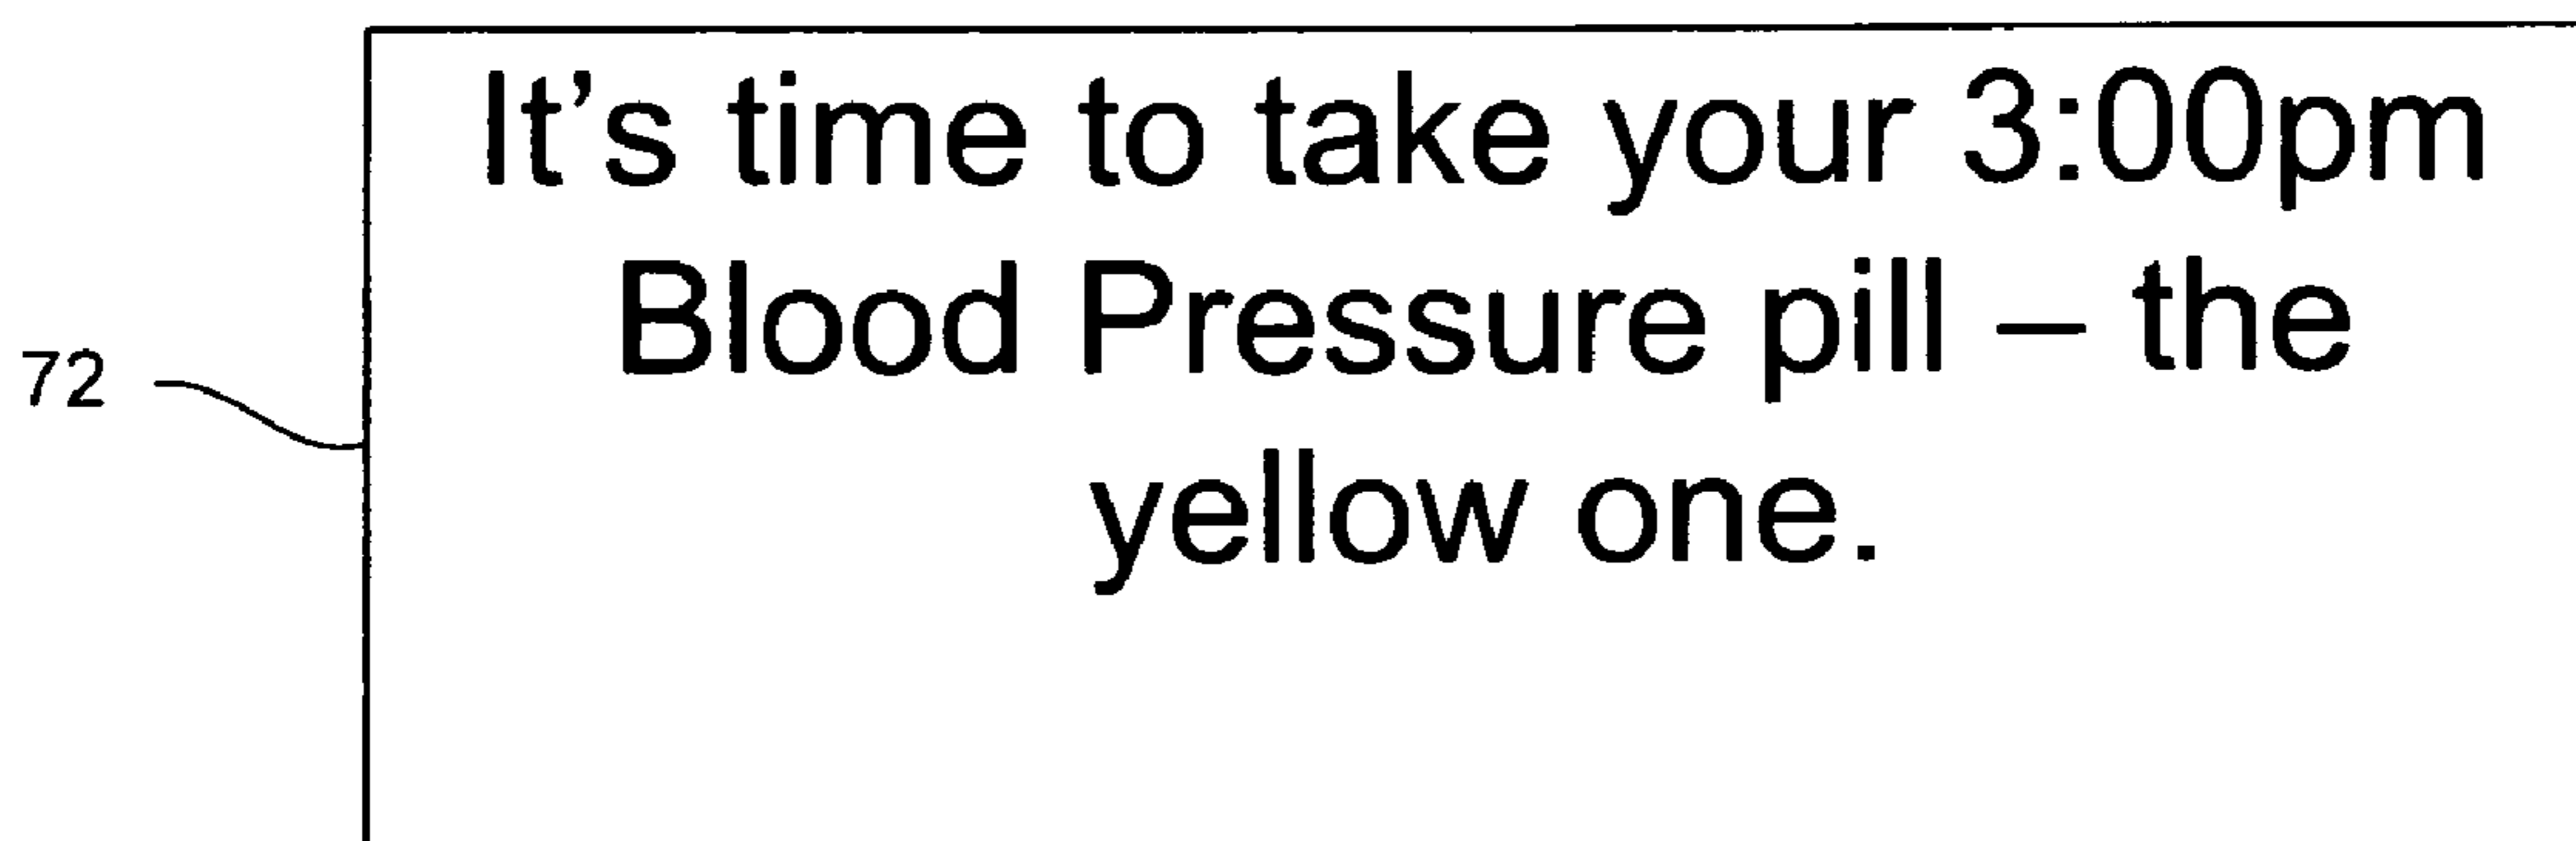 It’s time to take your 3:00pm
Blood Pressure pill – the
72
yellow one.